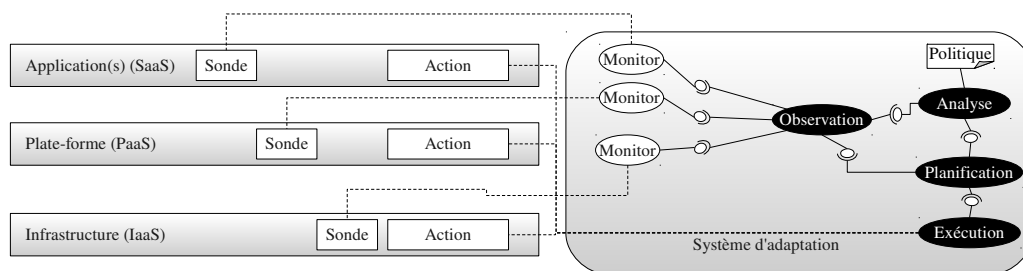 Application(s) (SaaS)
Sonde
Action
Plate-forme (PaaS)
Sonde
Action
Infrastructure (IaaS)
Sonde
Action
Monitor
Monitor
Monitor
Observation
Politique
Analyse
Planification
Exécution
Système d'adaptation